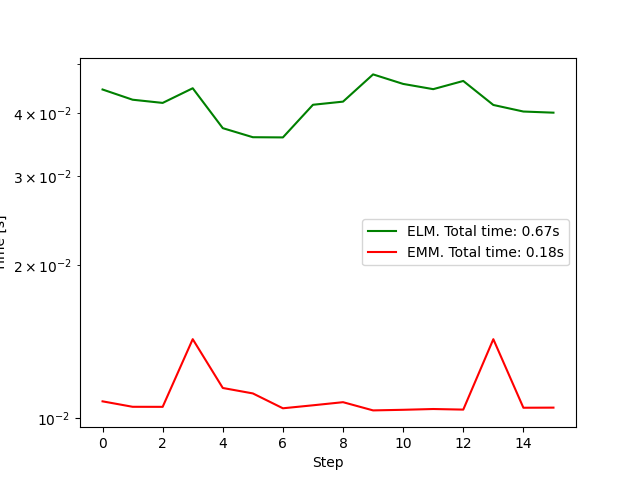 4 × 10⁻²
3 × 10⁻²
2 × 10⁻²
10⁻²
Time [s]
ELM. Total time: 0.67s
EMM. Total time: 0.18s
0 2 4 6 8 10 12 14
Step